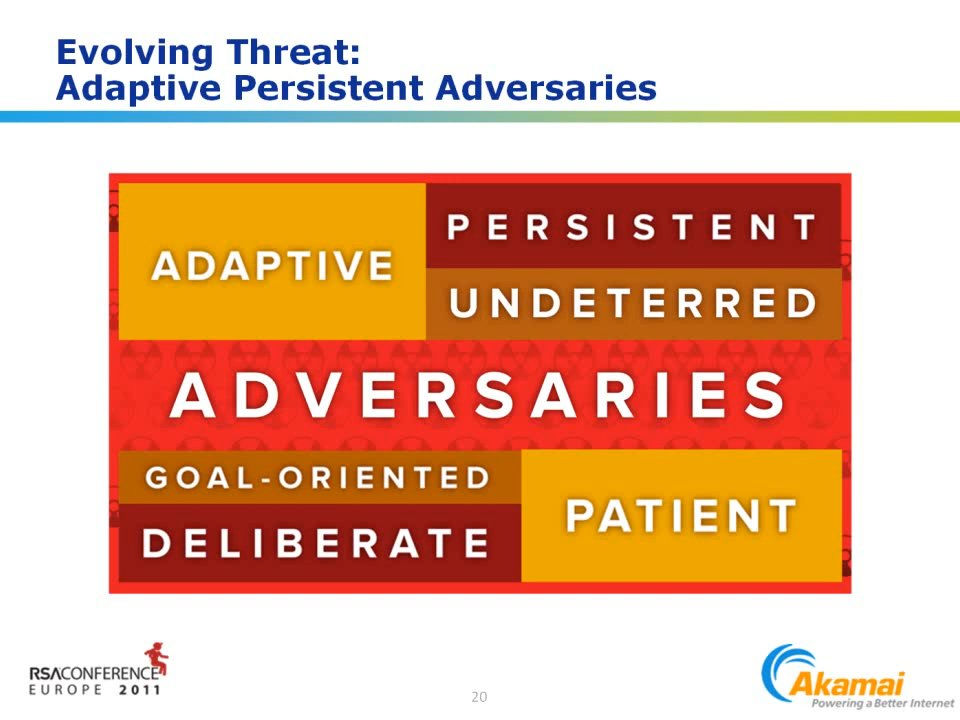 Evolving Threat:
Adaptive Persistent Adversaries
ADAPTIVE
PERSISTENT
UNDETERRED
ADVERSARIES
GOAL-ORIENTED
DELIBERATE
PATIENT
RSACONFERENCE
EUROPE 2011
20
Akamai
Powering a Better Internet